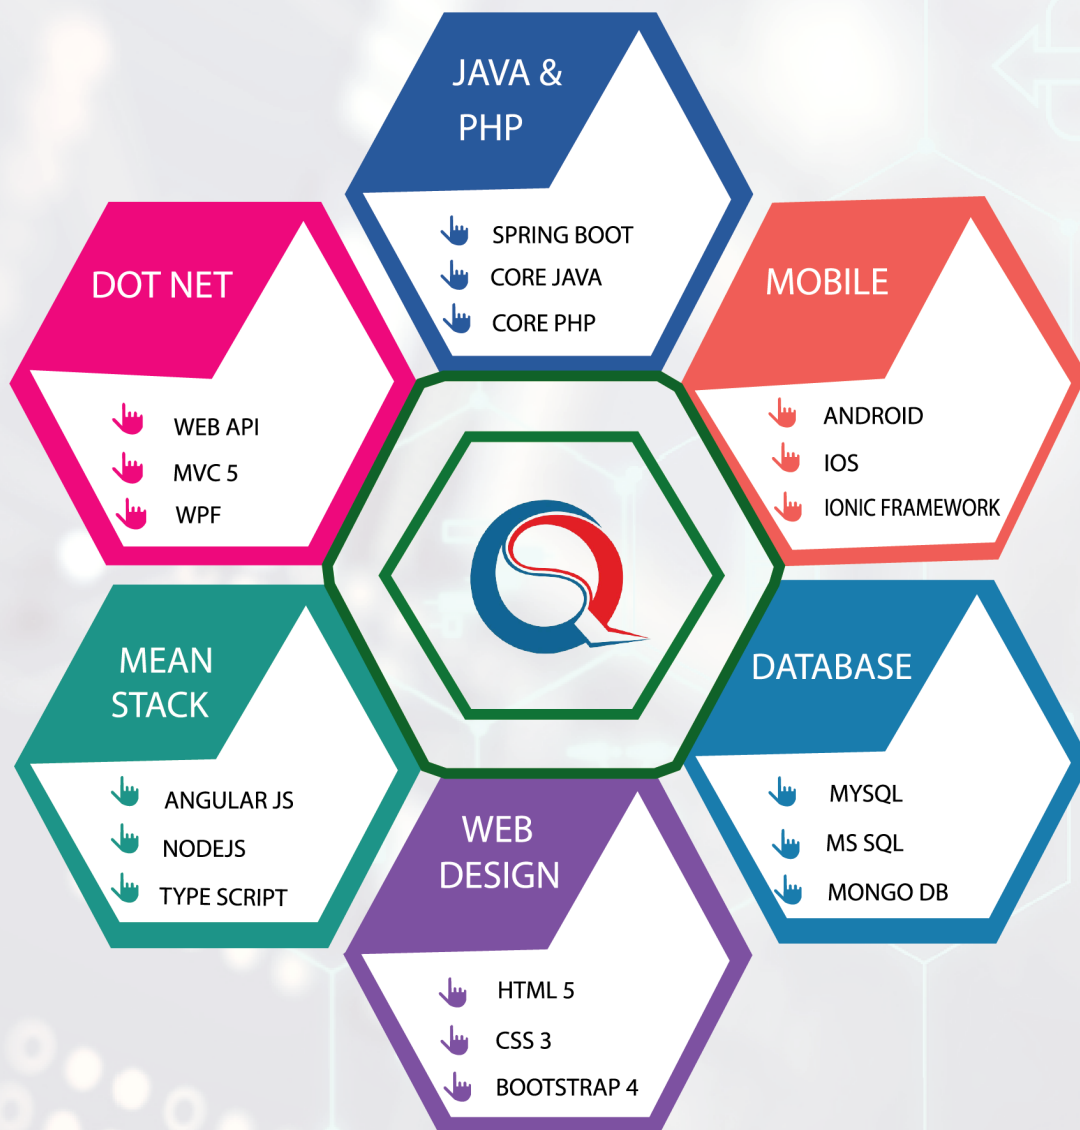 JAVA &
PHP
SPRING BOOT
CORE JAVA
CORE PHP
DOT NET
WEB API
MVC 5
WPF
MOBILE
ANDROID
IOS
IONIC FRAMEWORK
MEAN
STACK
ANGULAR JS
NODEJS
TYPE SCRIPT
DATABASE
MYSQL
MS SQL
MONGO DB
WEB
DESIGN
HTML 5
CSS 3
BOOTSTRAP 4